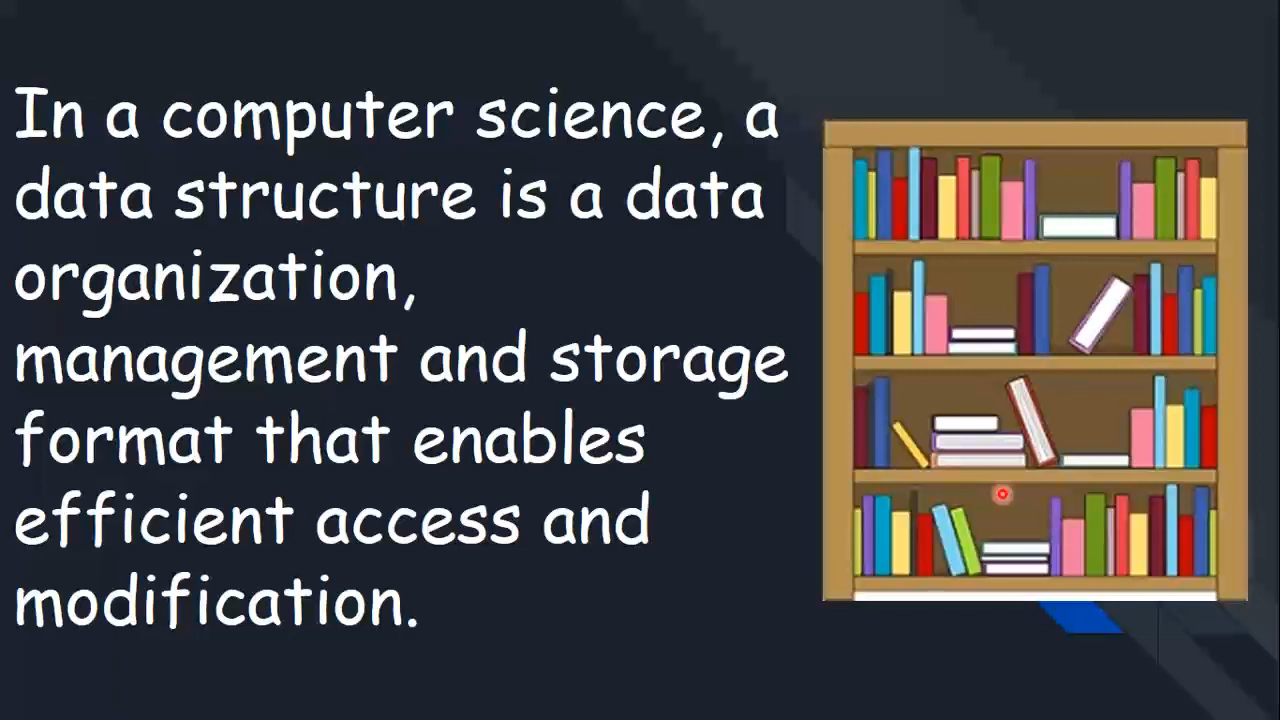 In a computer science, a
data structure is a data
organization,
management and storage
format that enables
efficient access and
modification.